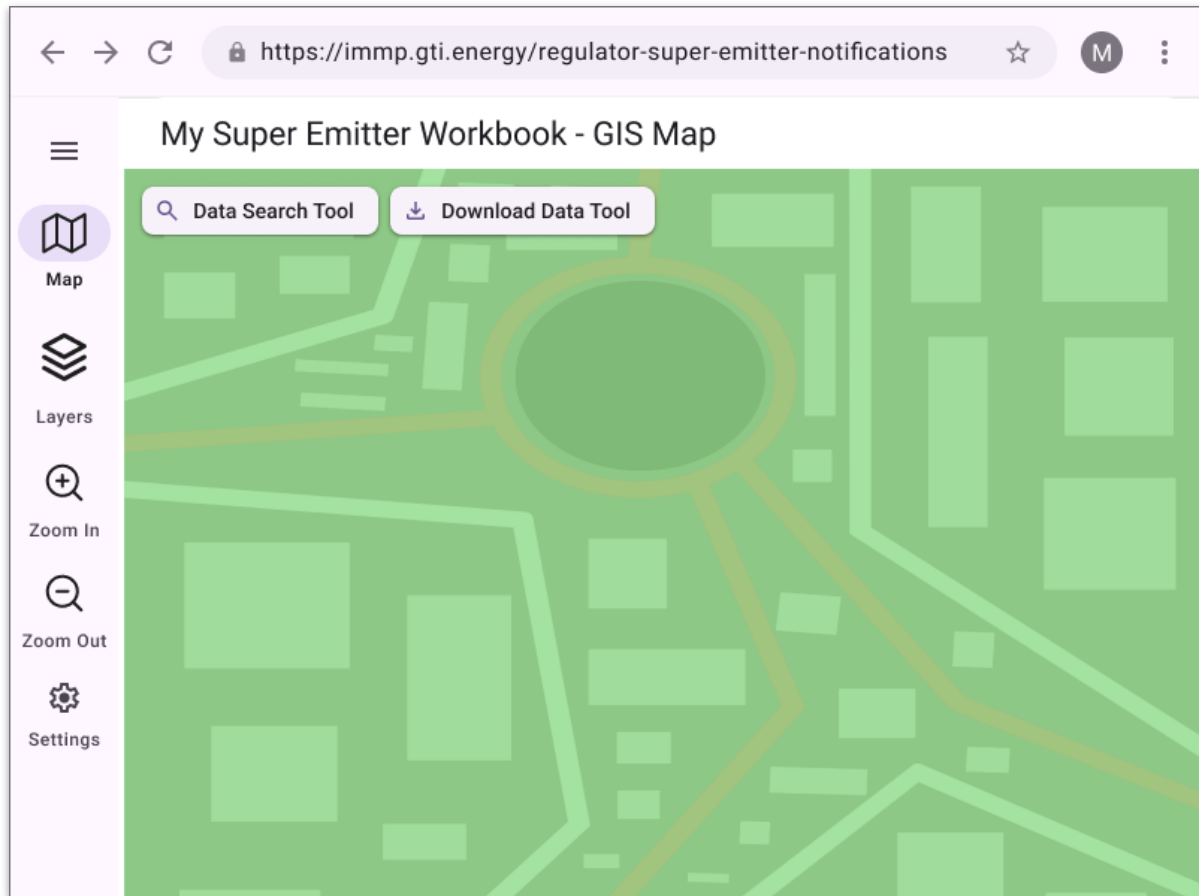 https://immp.gti.energy/regulator-super-emitter-notifications
M
My Super Emitter Workbook - GIS Map
Data Search Tool
Download Data Tool
Map
Layers
Zoom In
Zoom Out
Settings